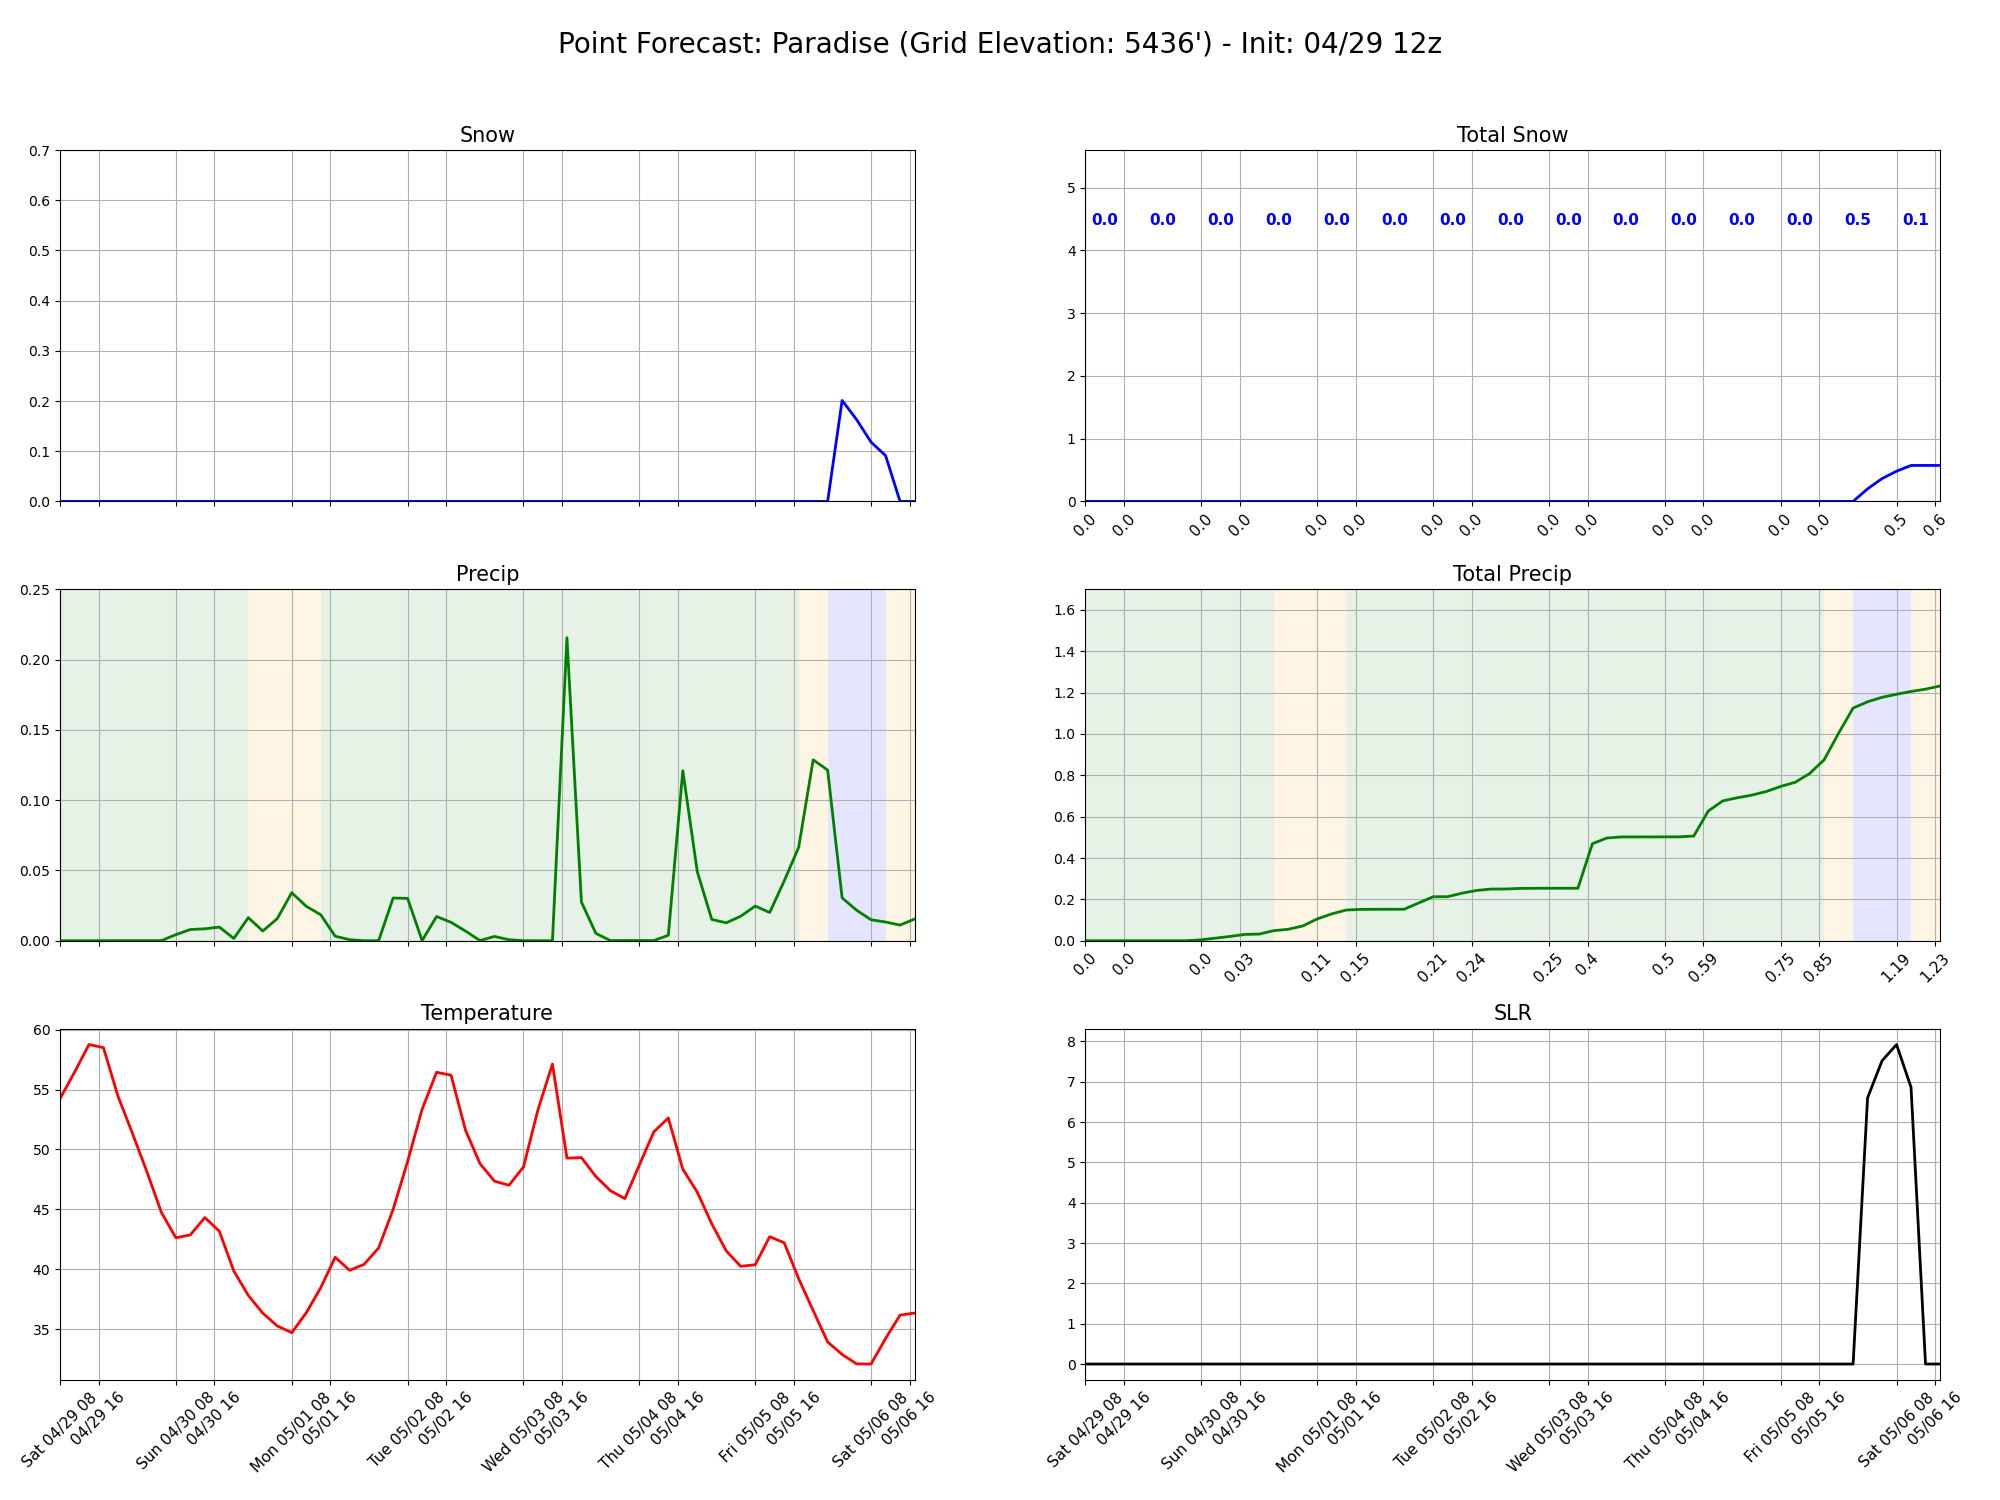 Point Forecast: Paradise (Grid Elevation: 5436') - Init: 04/29 12z
Snow
0.7
0.6
0.5
0.4
0.3
0.2
0.1
0.0
Total Snow
5
4
3
2
1
0
0.0 0.0 0.0 0.0 0.0 0.0 0.0 0.0 0.0 0.0 0.0 0.0 0.0 0.5 0.1
0.0 0.0 0.0 0.0 0.0 0.0 0.0 0.0 0.0 0.0 0.0 0.0 0.0 0.0 0.5 0.6
Precip
0.25
0.20
0.15
0.10
0.05
0.00
Total Precip
1.6
1.4
1.2
1.0
0.8
0.6
0.4
0.2
0.0
0.0 0.0 0.0 0.03 0.11 0.15 0.21 0.24 0.25 0.4 0.5 0.59 0.75 0.85 1.19 1.23
Temperature
60
55
50
45
40
35
Sat 04/29 08
04/29 16
Sun 04/30 08
04/30 16
Mon 05/01 08
05/01 16
Tue 05/02 08
05/02 16
Wed 05/03 08
05/03 16
Thu 05/04 08
05/04 16
Fri 05/05 08
05/05 16
Sat 05/06 08
05/06 16
SLR
8
7
6
5
4
3
2
1
0
Sat 04/29 08
04/29 16
Sun 04/30 08
04/30 16
Mon 05/01 08
05/01 16
Tue 05/02 08
05/02 16
Wed 05/03 08
05/03 16
Thu 05/04 08
05/04 16
Fri 05/05 08
05/05 16
Sat 05/06 08
05/06 16